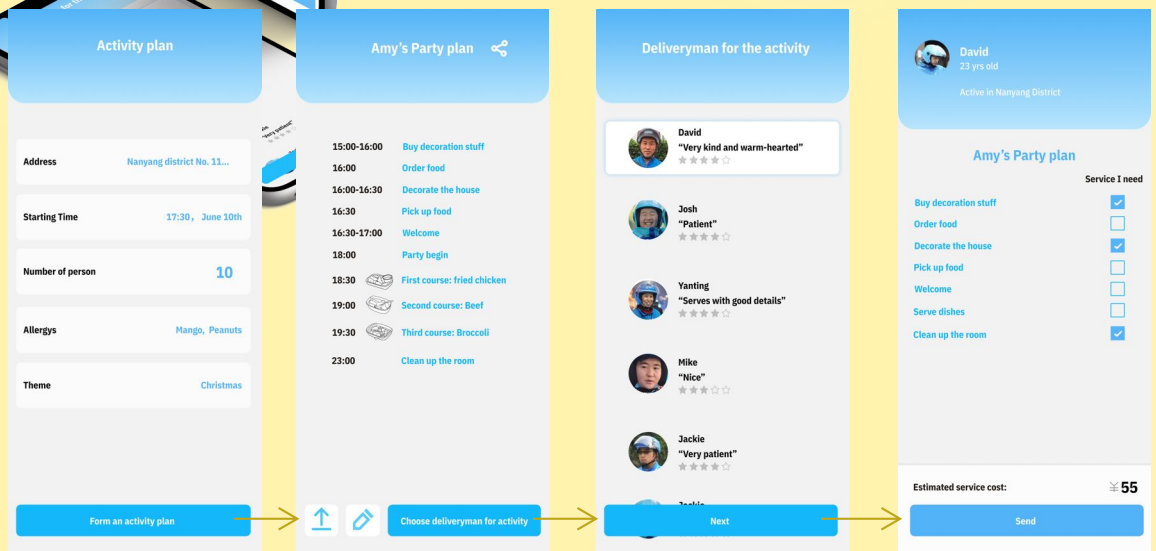 Activity plan
Address
Nanyang district No. 11...
Starting Time
17:30, June 10th
Number of person
10
Allergys
Mango, Peanuts
Theme
Christmas
Form an activity plan
Amy's Party plan
15:00-16:00 Buy decoration stuff
16:00 Order food
16:00-16:30 Decorate the house
16:30 Pick up food
16:30-17:00 Welcome
18:00 Party begin
18:30 First course: fried chicken
19:00 Second course: Beef
19:30 Third course: Broccoli
23:00 Clean up the room
Choose deliveryman for activity
Deliveryman for the activity
David
“Very kind and warm-hearted”
Josh
“Patient”
Yanting
“Serves with good details”
Mike
“Nice”
Jackie
“Very patient”
Next
David
23 yrs old
Active in Nanyang District
Amy's Party plan
Service I need
Buy decoration stuff
Order food
Decorate the house
Pick up food
Welcome
Serve dishes
Clean up the room
Estimated service cost:
¥55
Send